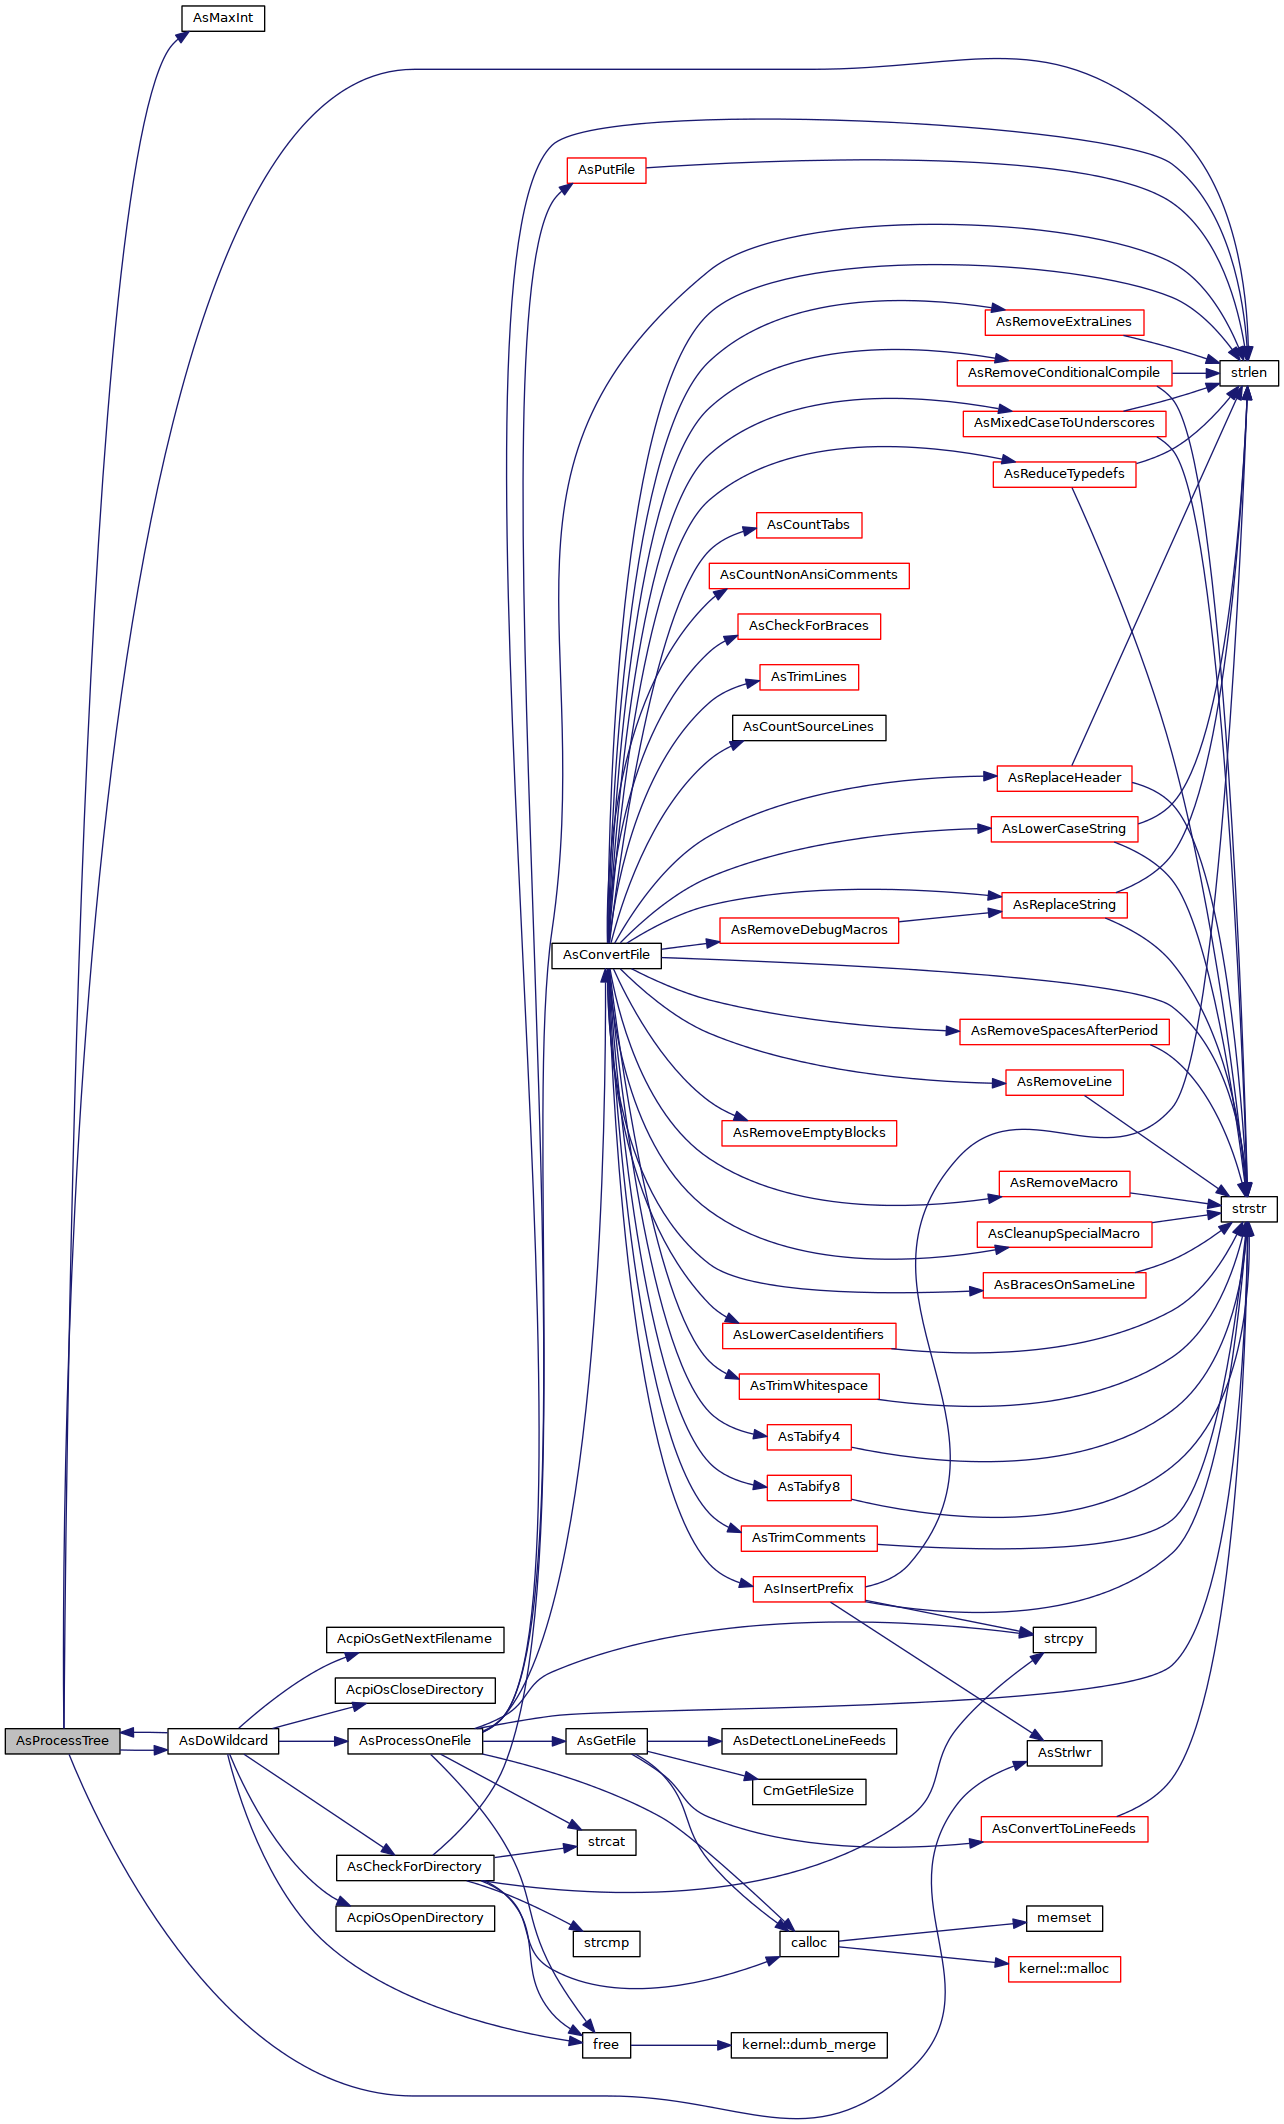 AsMaxInt
AsPutFile
AsRemoveExtraLines
AsRemoveConditionalCompile
strlen
AsMixedCaseToUnderscores
AsReduceTypedefs
AsCountTabs
AsCountNonAnsiComments
AsCheckForBraces
AsTrimLines
AsCountSourceLines
AsReplaceHeader
AsLowerCaseString
AsReplaceString
AsRemoveDebugMacros
AsConvertFile
AsRemoveSpacesAfterPeriod
AsRemoveLine
AsRemoveEmptyBlocks
AsRemoveMacro
strstr
AsCleanupSpecialMacro
AsBracesOnSameLine
AsLowerCaseIdentifiers
AsTrimWhitespace
AsTabify4
AsTabify8
AsTrimComments
AsInsertPrefix
AcpiOsGetNextFilename
strcpy
AcpiOsCloseDirectory
AsProcessTree
AsDoWildcard
AsProcessOneFile
AsGetFile
AsDetectLoneLineFeeds
AsStrlwr
CmGetFileSize
AsConvertToLineFeeds
strcat
AsCheckForDirectory
AcpiOsOpenDirectory
memset
strcmp
calloc
kernel::malloc
free
kernel::dumb_merge